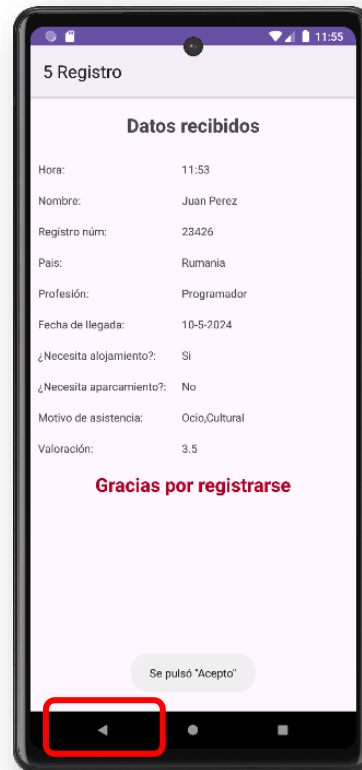 11:55
5 Registro
Datos recibidos
Hora: 11:53
Nombre: Juan Perez
Regístro núm: 23426
Pais: Rumania
Profesión: Programador
Fecha de llegada: 10-5-2024
¿Necesita alojamiento?: Si
¿Necesita aparcamiento?: No
Motivo de asistencia: Ocio,Cultural
Valoración: 3.5
Gracias por registrarse
Se pulsó "Acepto"